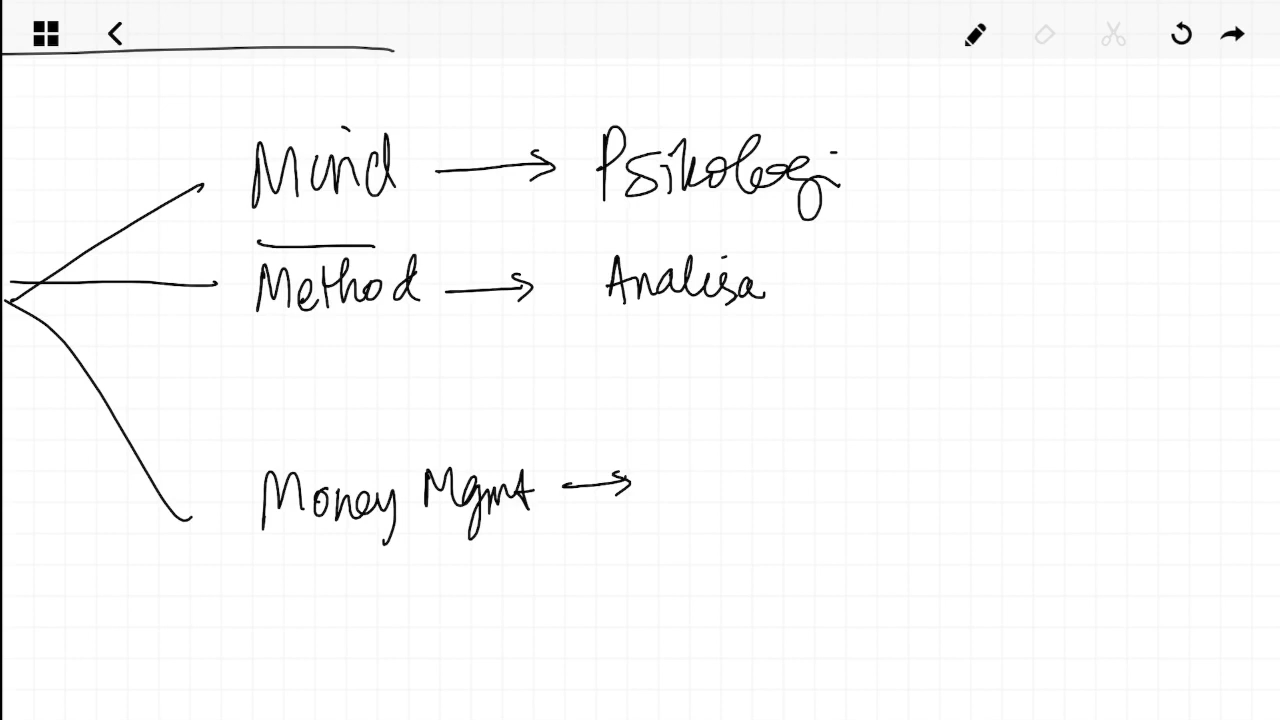 Mind → Psikologi
Method → Analisa
Money Mgmt →